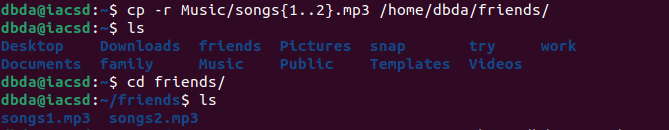 dbda@iacsd:~$ cp -r Music/songs{1..2}.mp3 /home/dbda/friends/
dbda@iacsd:~$ ls
Desktop Downloads friends Pictures snap try work
Documents family Music Public Templates Videos
dbda@iacsd:~$ cd friends/
dbda@iacsd:~/friends$ ls
songs1.mp3 songs2.mp3